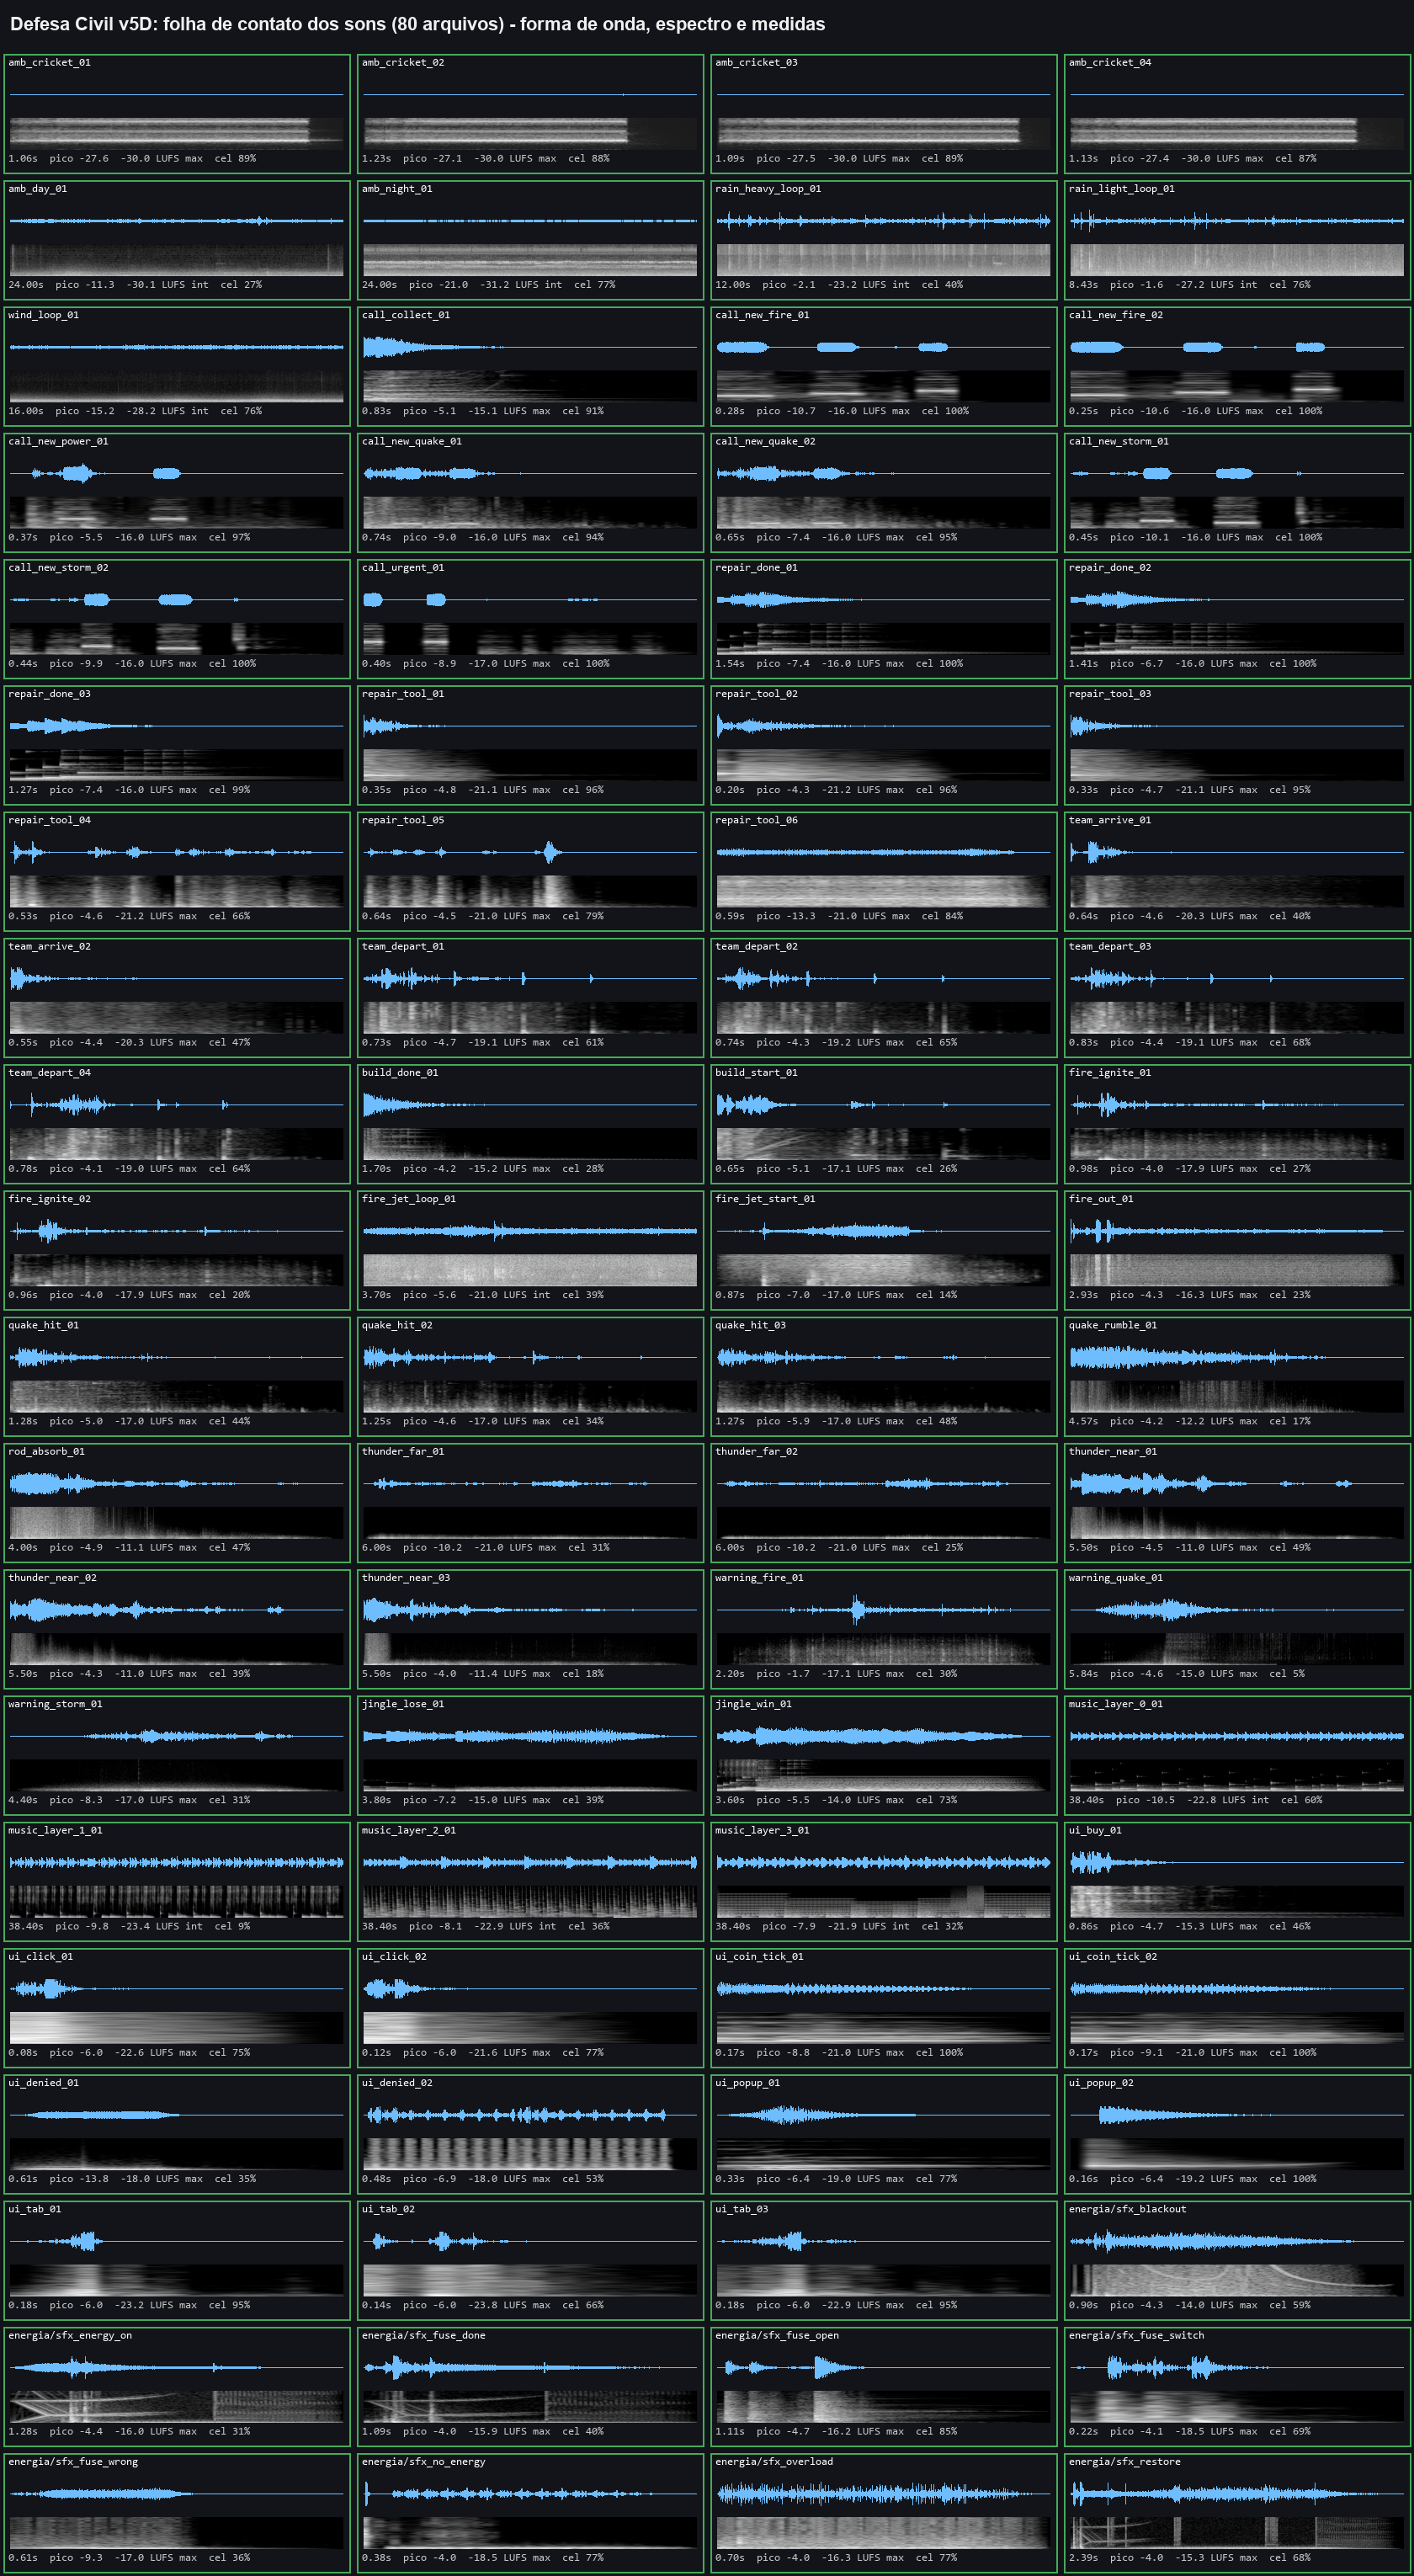 Defesa Civil v5D: folha de contato dos sons (80 arquivos) - forma de onda, espectro e medidas
amb_cricket_01
amb_cricket_02
amb_cricket_03
amb_cricket_04
1.06s pico -27.6 -30.0 LUFS max cel 89%
1.23s pico -27.1 -30.0 LUFS max cel 88%
1.09s pico -27.5 -30.0 LUFS max cel 89%
1.13s pico -27.4 -30.0 LUFS max cel 87%
amb_day_01
amb_night_01
rain_heavy_loop_01
rain_light_loop_01
24.00s pico -11.3 -30.1 LUFS int cel 27%
24.00s pico -21.0 -31.2 LUFS int cel 77%
12.00s pico -2.1 -23.2 LUFS int cel 40%
8.43s pico -1.6 -27.2 LUFS int cel 76%
wind_loop_01
call_collect_01
call_new_fire_01
call_new_fire_02
16.00s pico -15.2 -28.2 LUFS int cel 76%
0.83s pico -5.1 -15.1 LUFS max cel 91%
0.28s pico -10.7 -16.0 LUFS max cel 100%
0.25s pico -10.6 -16.0 LUFS max cel 100%
call_new_power_01
call_new_quake_01
call_new_quake_02
call_new_storm_01
0.37s pico -5.5 -16.0 LUFS max cel 97%
0.74s pico -9.0 -16.0 LUFS max cel 94%
0.65s pico -7.4 -16.0 LUFS max cel 95%
0.45s pico -10.1 -16.0 LUFS max cel 100%
call_new_storm_02
call_urgent_01
repair_done_01
repair_done_02
0.44s pico -9.9 -16.0 LUFS max cel 100%
0.40s pico -8.9 -17.0 LUFS max cel 100%
1.54s pico -7.4 -16.0 LUFS max cel 100%
1.41s pico -6.7 -16.0 LUFS max cel 100%
repair_done_03
repair_tool_01
repair_tool_02
repair_tool_03
1.27s pico -7.4 -16.0 LUFS max cel 99%
0.35s pico -4.8 -21.1 LUFS max cel 96%
0.20s pico -4.3 -21.2 LUFS max cel 96%
0.33s pico -4.7 -21.1 LUFS max cel 95%
repair_tool_04
repair_tool_05
repair_tool_06
team_arrive_01
0.53s pico -4.6 -21.2 LUFS max cel 66%
0.64s pico -4.5 -21.0 LUFS max cel 79%
0.59s pico -13.3 -21.0 LUFS max cel 84%
0.64s pico -4.6 -20.3 LUFS max cel 40%
team_arrive_02
team_depart_01
team_depart_02
team_depart_03
0.55s pico -4.4 -20.3 LUFS max cel 47%
0.73s pico -4.7 -19.1 LUFS max cel 61%
0.74s pico -4.3 -19.2 LUFS max cel 65%
0.83s pico -4.4 -19.1 LUFS max cel 68%
team_depart_04
build_done_01
build_start_01
fire_ignite_01
0.78s pico -4.1 -19.0 LUFS max cel 64%
1.70s pico -4.2 -15.2 LUFS max cel 28%
0.65s pico -5.1 -17.1 LUFS max cel 26%
0.98s pico -4.0 -17.9 LUFS max cel 27%
fire_ignite_02
fire_jet_loop_01
fire_jet_start_01
fire_out_01
0.96s pico -4.0 -17.9 LUFS max cel 20%
3.70s pico -5.6 -21.0 LUFS int cel 39%
0.87s pico -7.0 -17.0 LUFS max cel 14%
2.93s pico -4.3 -16.3 LUFS max cel 23%
quake_hit_01
quake_hit_02
quake_hit_03
quake_rumble_01
1.28s pico -5.0 -17.0 LUFS max cel 44%
1.25s pico -4.6 -17.0 LUFS max cel 34%
1.27s pico -5.9 -17.0 LUFS max cel 48%
4.57s pico -4.2 -12.2 LUFS max cel 17%
rod_absorb_01
thunder_far_01
thunder_far_02
thunder_near_01
4.00s pico -4.9 -11.1 LUFS max cel 47%
6.00s pico -10.2 -21.0 LUFS max cel 31%
6.00s pico -10.2 -21.0 LUFS max cel 25%
5.50s pico -4.5 -11.0 LUFS max cel 49%
thunder_near_02
thunder_near_03
warning_fire_01
warning_quake_01
5.50s pico -4.3 -11.0 LUFS max cel 39%
5.50s pico -4.0 -11.4 LUFS max cel 18%
2.20s pico -1.7 -17.1 LUFS max cel 30%
5.84s pico -4.6 -15.0 LUFS max cel 5%
warning_storm_01
jingle_lose_01
jingle_win_01
music_layer_0_01
4.40s pico -8.3 -17.0 LUFS max cel 31%
3.80s pico -7.2 -15.0 LUFS max cel 39%
3.60s pico -5.5 -14.0 LUFS max cel 73%
38.40s pico -10.5 -22.8 LUFS int cel 60%
music_layer_1_01
music_layer_2_01
music_layer_3_01
ui_buy_01
38.40s pico -9.8 -23.4 LUFS int cel 9%
38.40s pico -8.1 -22.9 LUFS int cel 36%
38.40s pico -7.9 -21.9 LUFS int cel 32%
0.86s pico -4.7 -15.3 LUFS max cel 46%
ui_click_01
ui_click_02
ui_coin_tick_01
ui_coin_tick_02
0.08s pico -6.0 -22.6 LUFS max cel 75%
0.12s pico -6.0 -21.6 LUFS max cel 77%
0.17s pico -8.8 -21.0 LUFS max cel 100%
0.17s pico -9.1 -21.0 LUFS max cel 100%
ui_denied_01
ui_denied_02
ui_popup_01
ui_popup_02
0.61s pico -13.8 -18.0 LUFS max cel 35%
0.48s pico -6.9 -18.0 LUFS max cel 53%
0.33s pico -6.4 -19.0 LUFS max cel 77%
0.16s pico -6.4 -19.2 LUFS max cel 100%
ui_tab_01
ui_tab_02
ui_tab_03
energia/sfx_blackout
0.18s pico -6.0 -23.2 LUFS max cel 95%
0.14s pico -6.0 -23.8 LUFS max cel 66%
0.18s pico -6.0 -22.9 LUFS max cel 95%
0.90s pico -4.3 -14.0 LUFS max cel 59%
energia/sfx_energy_on
energia/sfx_fuse_done
energia/sfx_fuse_open
energia/sfx_fuse_switch
1.28s pico -4.4 -16.0 LUFS max cel 31%
1.09s pico -4.0 -15.9 LUFS max cel 40%
1.11s pico -4.7 -16.2 LUFS max cel 85%
0.22s pico -4.1 -18.5 LUFS max cel 69%
energia/sfx_fuse_wrong
energia/sfx_no_energy
energia/sfx_overload
energia/sfx_restore
0.61s pico -9.3 -17.0 LUFS max cel 36%
0.38s pico -4.0 -18.5 LUFS max cel 77%
0.70s pico -4.0 -16.3 LUFS max cel 77%
2.39s pico -4.0 -15.3 LUFS max cel 68%